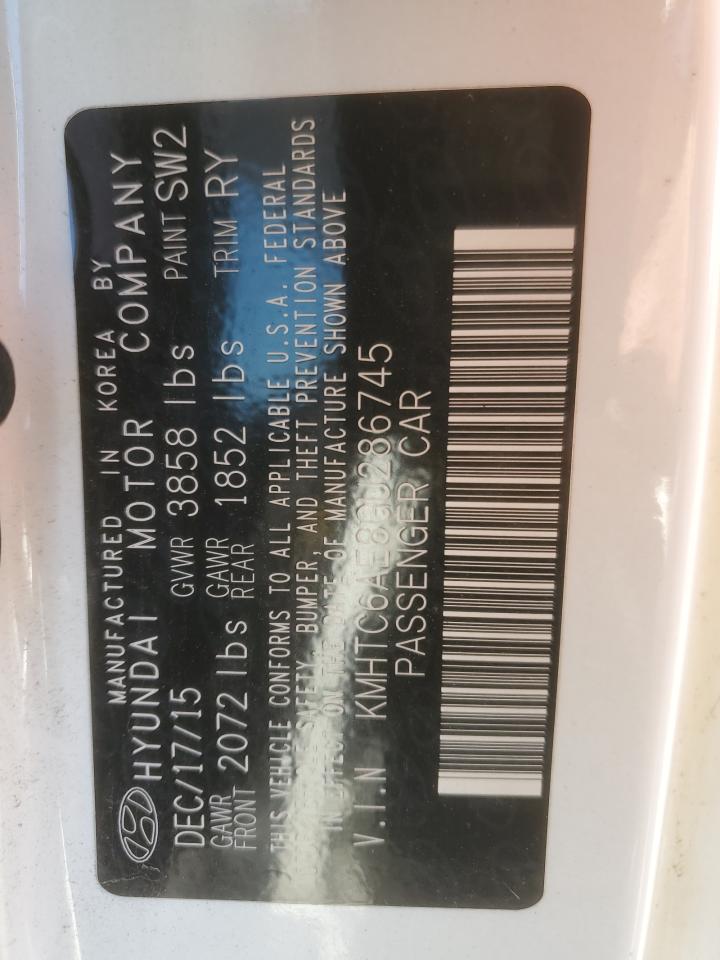 MANUFACTURED IN KOREA BY
HYUNDAI MOTOR COMPANY
DEC/17/15 GVWR 3858 lbs PAINT SW2
GAWR FRONT 2072 lbs GAWR REAR 1852 lbs TRIM RY
THIS VEHICLE CONFORMS TO ALL APPLICABLE U.S.A. FEDERAL
SAFETY, BUMPER, AND THEFT PREVENTION STANDARDS
IN EFFECT ON THE DATE OF MANUFACTURE SHOWN ABOVE
V.I.N KMHTC6AE8GU286745
PASSENGER CAR